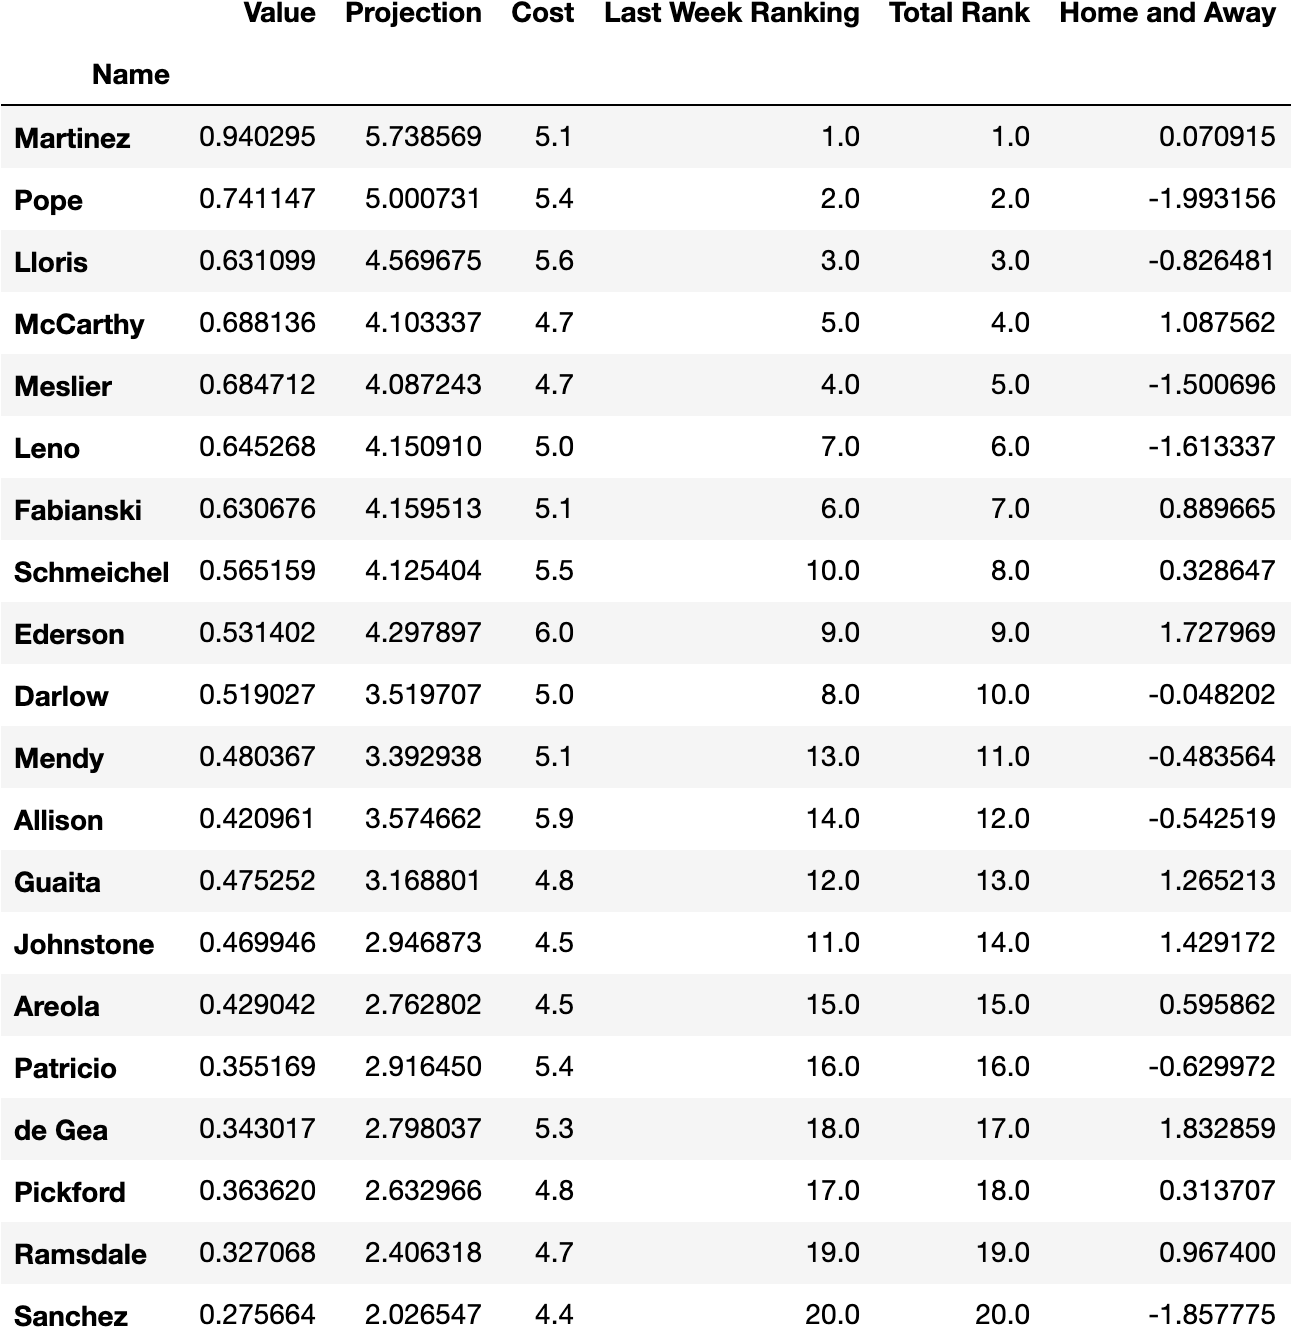 Value Projection Cost Last Week Ranking Total Rank Home and Away
Name
Martinez 0.940295 5.738569 5.1 1.0 1.0 0.070915
Pope 0.741147 5.000731 5.4 2.0 2.0 -1.993156
Lloris 0.631099 4.569675 5.6 3.0 3.0 -0.826481
McCarthy 0.688136 4.103337 4.7 5.0 4.0 1.087562
Meslier 0.684712 4.087243 4.7 4.0 5.0 -1.500696
Leno 0.645268 4.150910 5.0 7.0 6.0 -1.613337
Fabianski 0.630676 4.159513 5.1 6.0 7.0 0.889665
Schmeichel 0.565159 4.125404 5.5 10.0 8.0 0.328647
Ederson 0.531402 4.297897 6.0 9.0 9.0 1.727969
Darlow 0.519027 3.519707 5.0 8.0 10.0 -0.048202
Mendy 0.480367 3.392938 5.1 13.0 11.0 -0.483564
Allison 0.420961 3.574662 5.9 14.0 12.0 -0.542519
Guaita 0.475252 3.168801 4.8 12.0 13.0 1.265213
Johnstone 0.469946 2.946873 4.5 11.0 14.0 1.429172
Areola 0.429042 2.762802 4.5 15.0 15.0 0.595862
Patricio 0.355169 2.916450 5.4 16.0 16.0 -0.629972
de Gea 0.343017 2.798037 5.3 18.0 17.0 1.832859
Pickford 0.363620 2.632966 4.8 17.0 18.0 0.313707
Ramsdale 0.327068 2.406318 4.7 19.0 19.0 0.967400
Sanchez 0.275664 2.026547 4.4 20.0 20.0 -1.857775